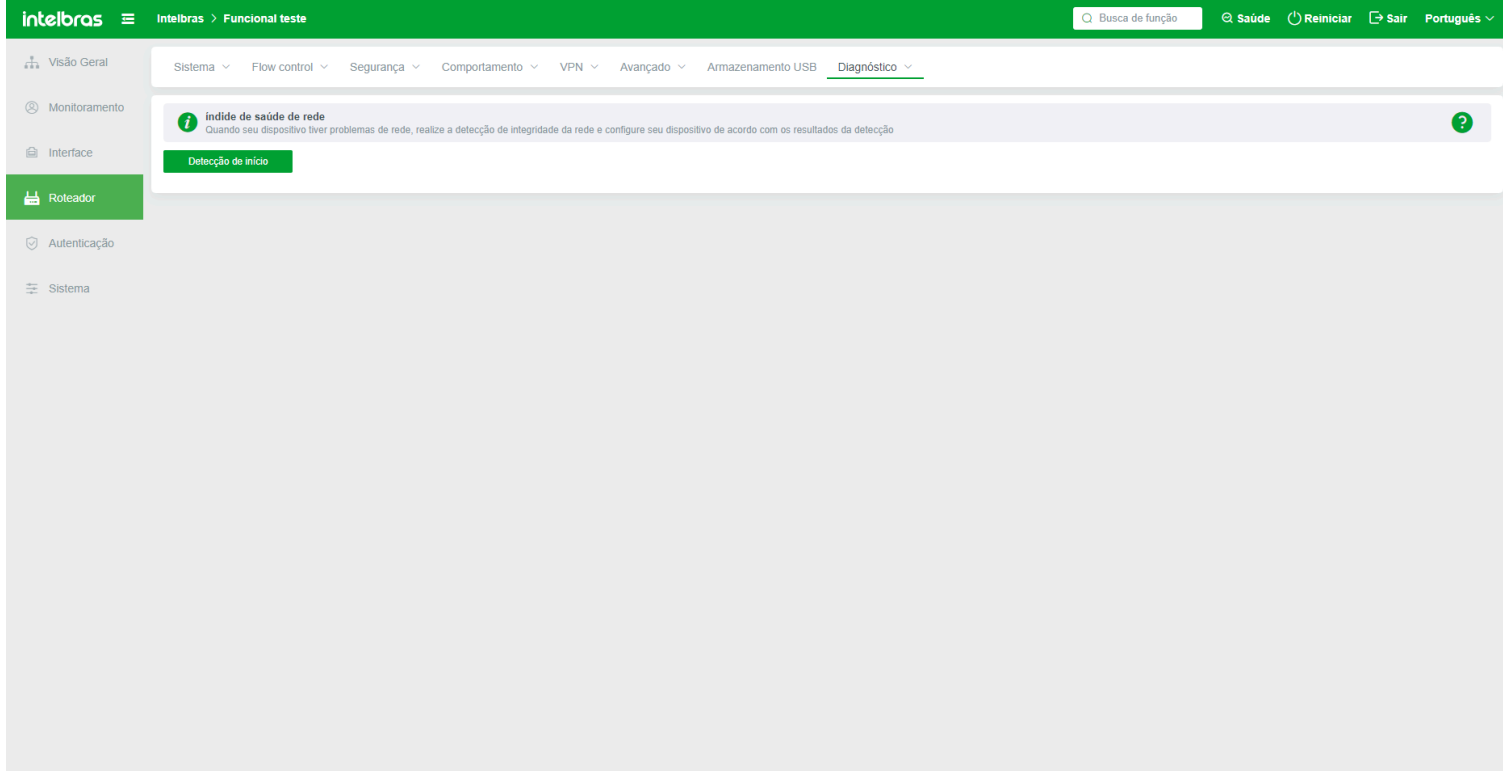 intelbras Intelbras > Funcional teste Busca de função Saúde Reiniciar Sair Português
Visão Geral
Monitoramento
Interface
Roteador
Autenticação
Sistema
Sistema Flow control Segurança Comportamento VPN Avançado Armazenamento USB Diagnóstico
i indide de saúde de rede ?
Quando seu dispositivo tiver problemas de rede, realize a detecção de integridade da rede e configure seu dispositivo de acordo com os resultados da detecção
Detecção de início